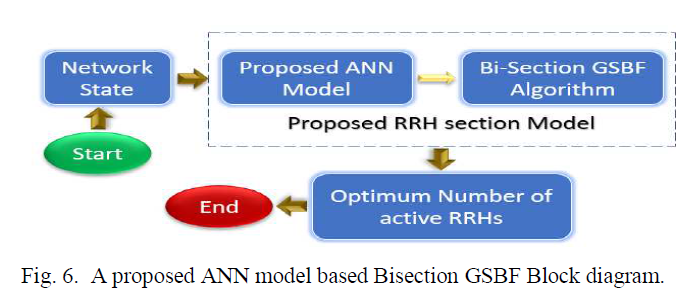 Network
State
Proposed ANN
Model
Bi-Section GSBF
Algorithm
Proposed RRH section Model
Start
End
Optimum Number of
active RRHs
Fig. 6. A proposed ANN model based Bisection GSBF Block diagram.